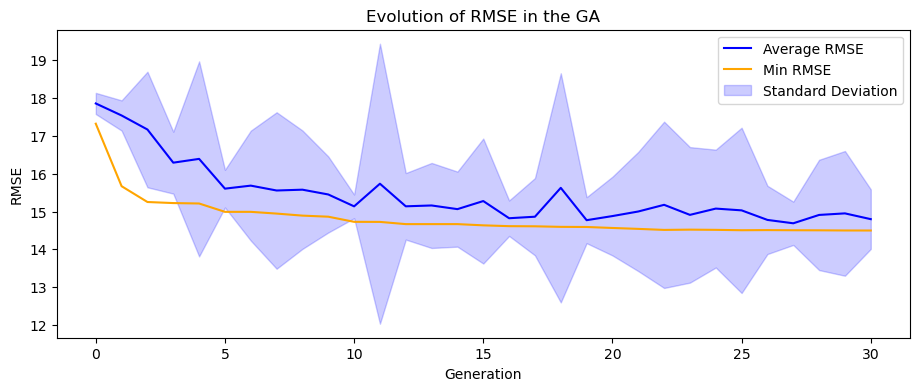 Evolution of RMSE in the GA
Average RMSE
Min RMSE
Standard Deviation
RMSE
19
18
17
16
15
14
13
12
0
5
10
15
20
25
30
Generation